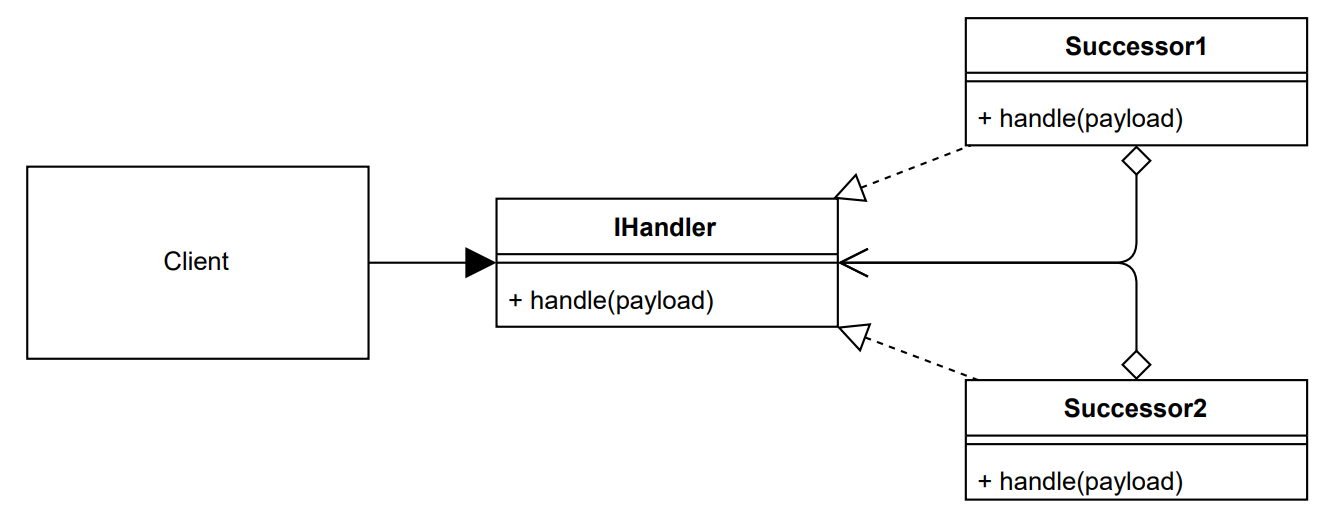 Client
IHandler
+ handle(payload)
Successor1
+ handle(payload)
Successor2
+ handle(payload)